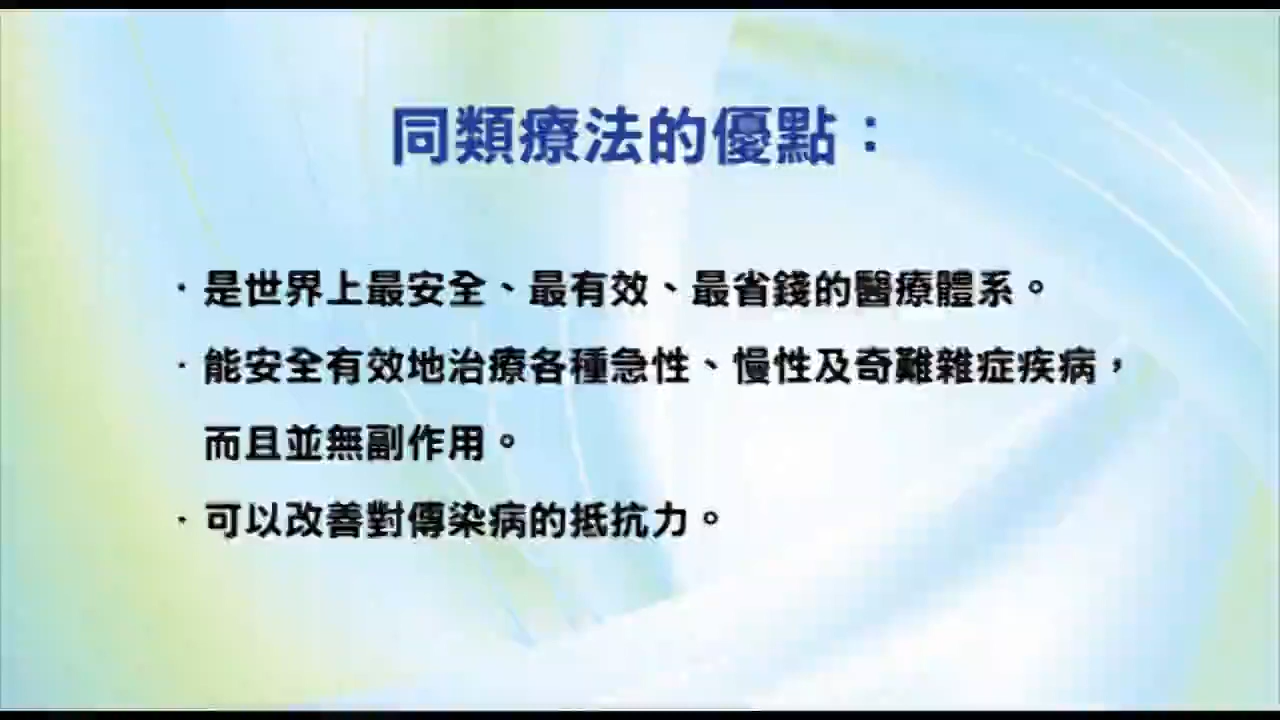 同類療法的優點：
·是世界上最安全、最有效、最省錢的醫療體系。
·能安全有效地治療各種急性、慢性及奇難雜症疾病，
而且並無副作用。
·可以改善對傳染病的抵抗力。